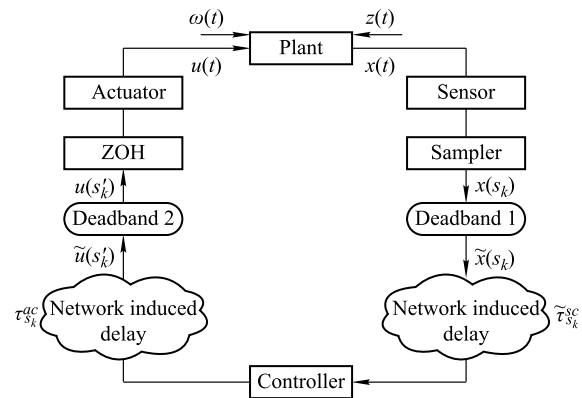 ω(t) z(t)
Plant
u(t) x(t)
Actuator Sensor
ZOH Sampler
u(s′ₖ) x(sₖ)
Deadband 2 Deadband 1
ũ(s′ₖ) x̃(sₖ)
Network induced delay
τ^{ac}_{sₖ}
Network induced delay
τ̃^{sc}_{sₖ}
Controller